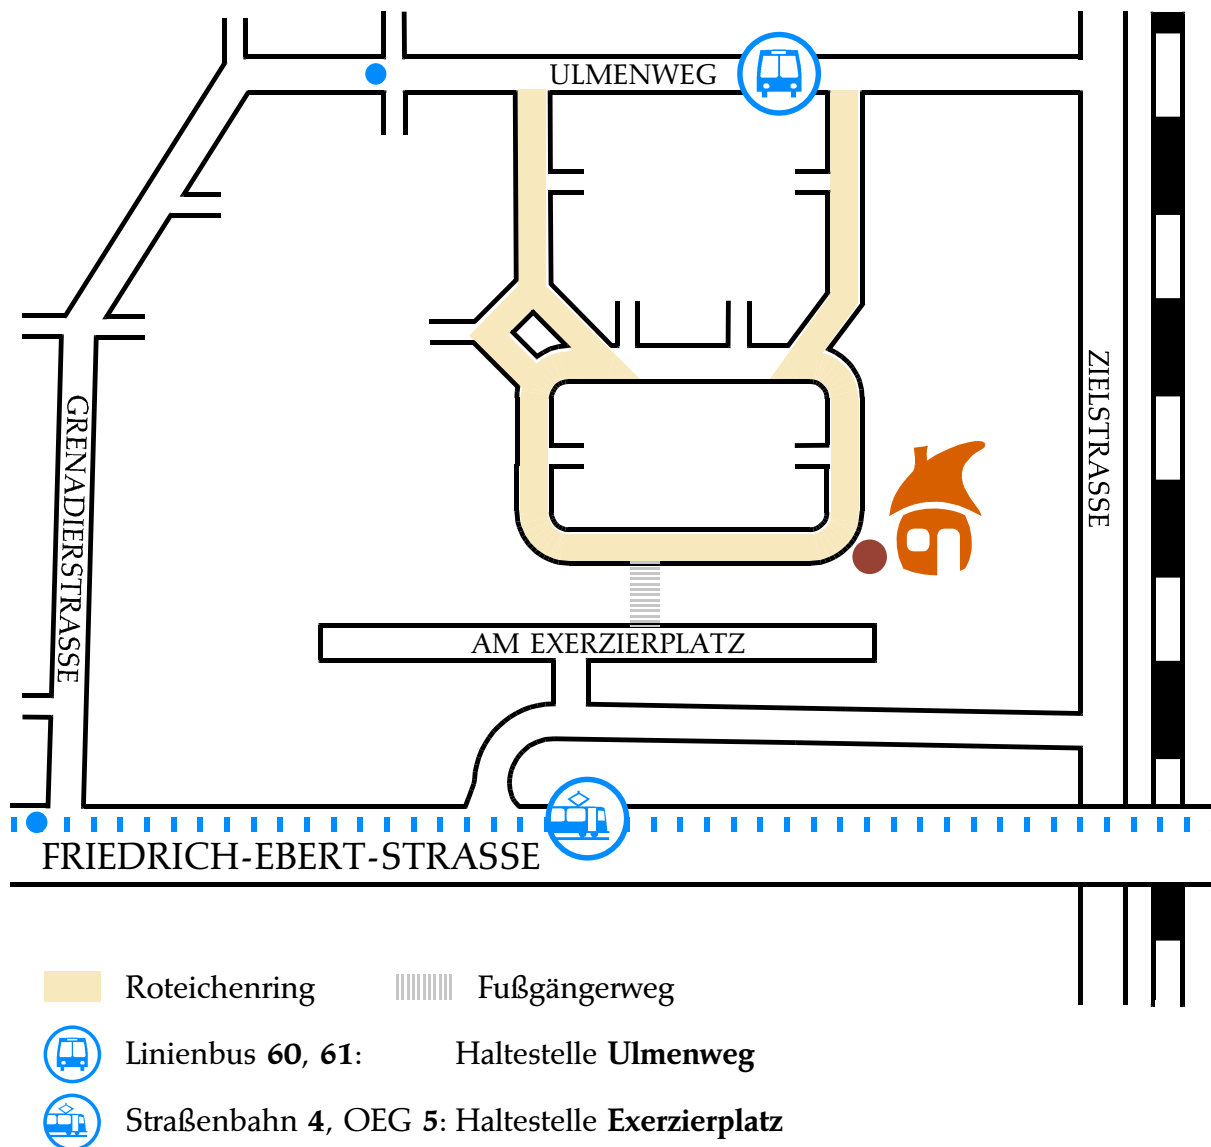 ULMENWEG
ZIELSTRASSE
GRENADIERSTRASSE
AM EXERZIERPLATZ
FRIEDRICH-EBERT-STRASSE
Roteichenring Fußgängerweg
Linienbus 60, 61: Haltestelle Ulmenweg
Straßenbahn 4, OEG 5: Haltestelle Exerzierplatz